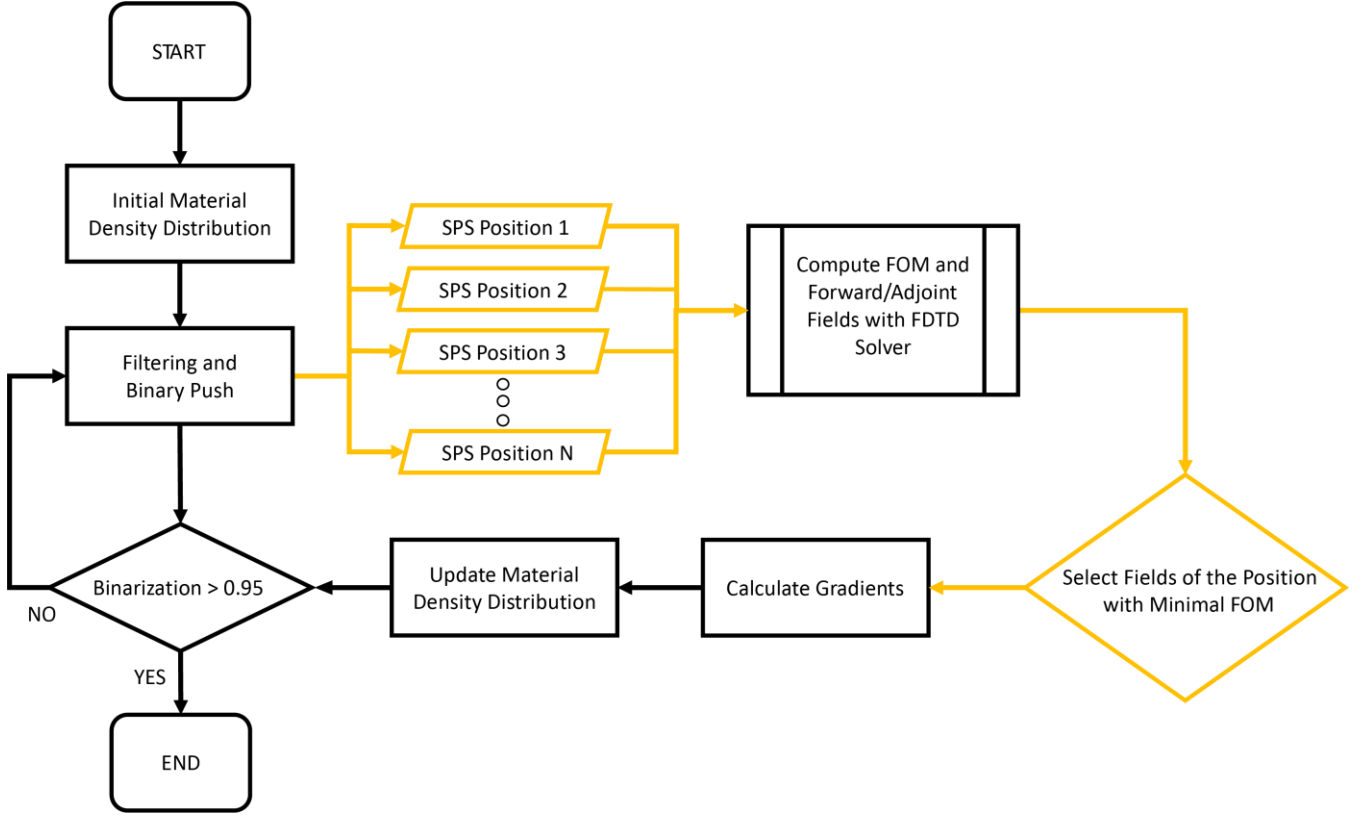 START
Initial Material
Density Distribution
Filtering and
Binary Push
SPS Position 1
SPS Position 2
SPS Position 3
SPS Position N
Compute FOM and
Forward/Adjoint
Fields with FDTD
Solver
Select Fields of the Position
with Minimal FOM
Calculate Gradients
Update Material
Density Distribution
Binarization > 0.95
NO
YES
END